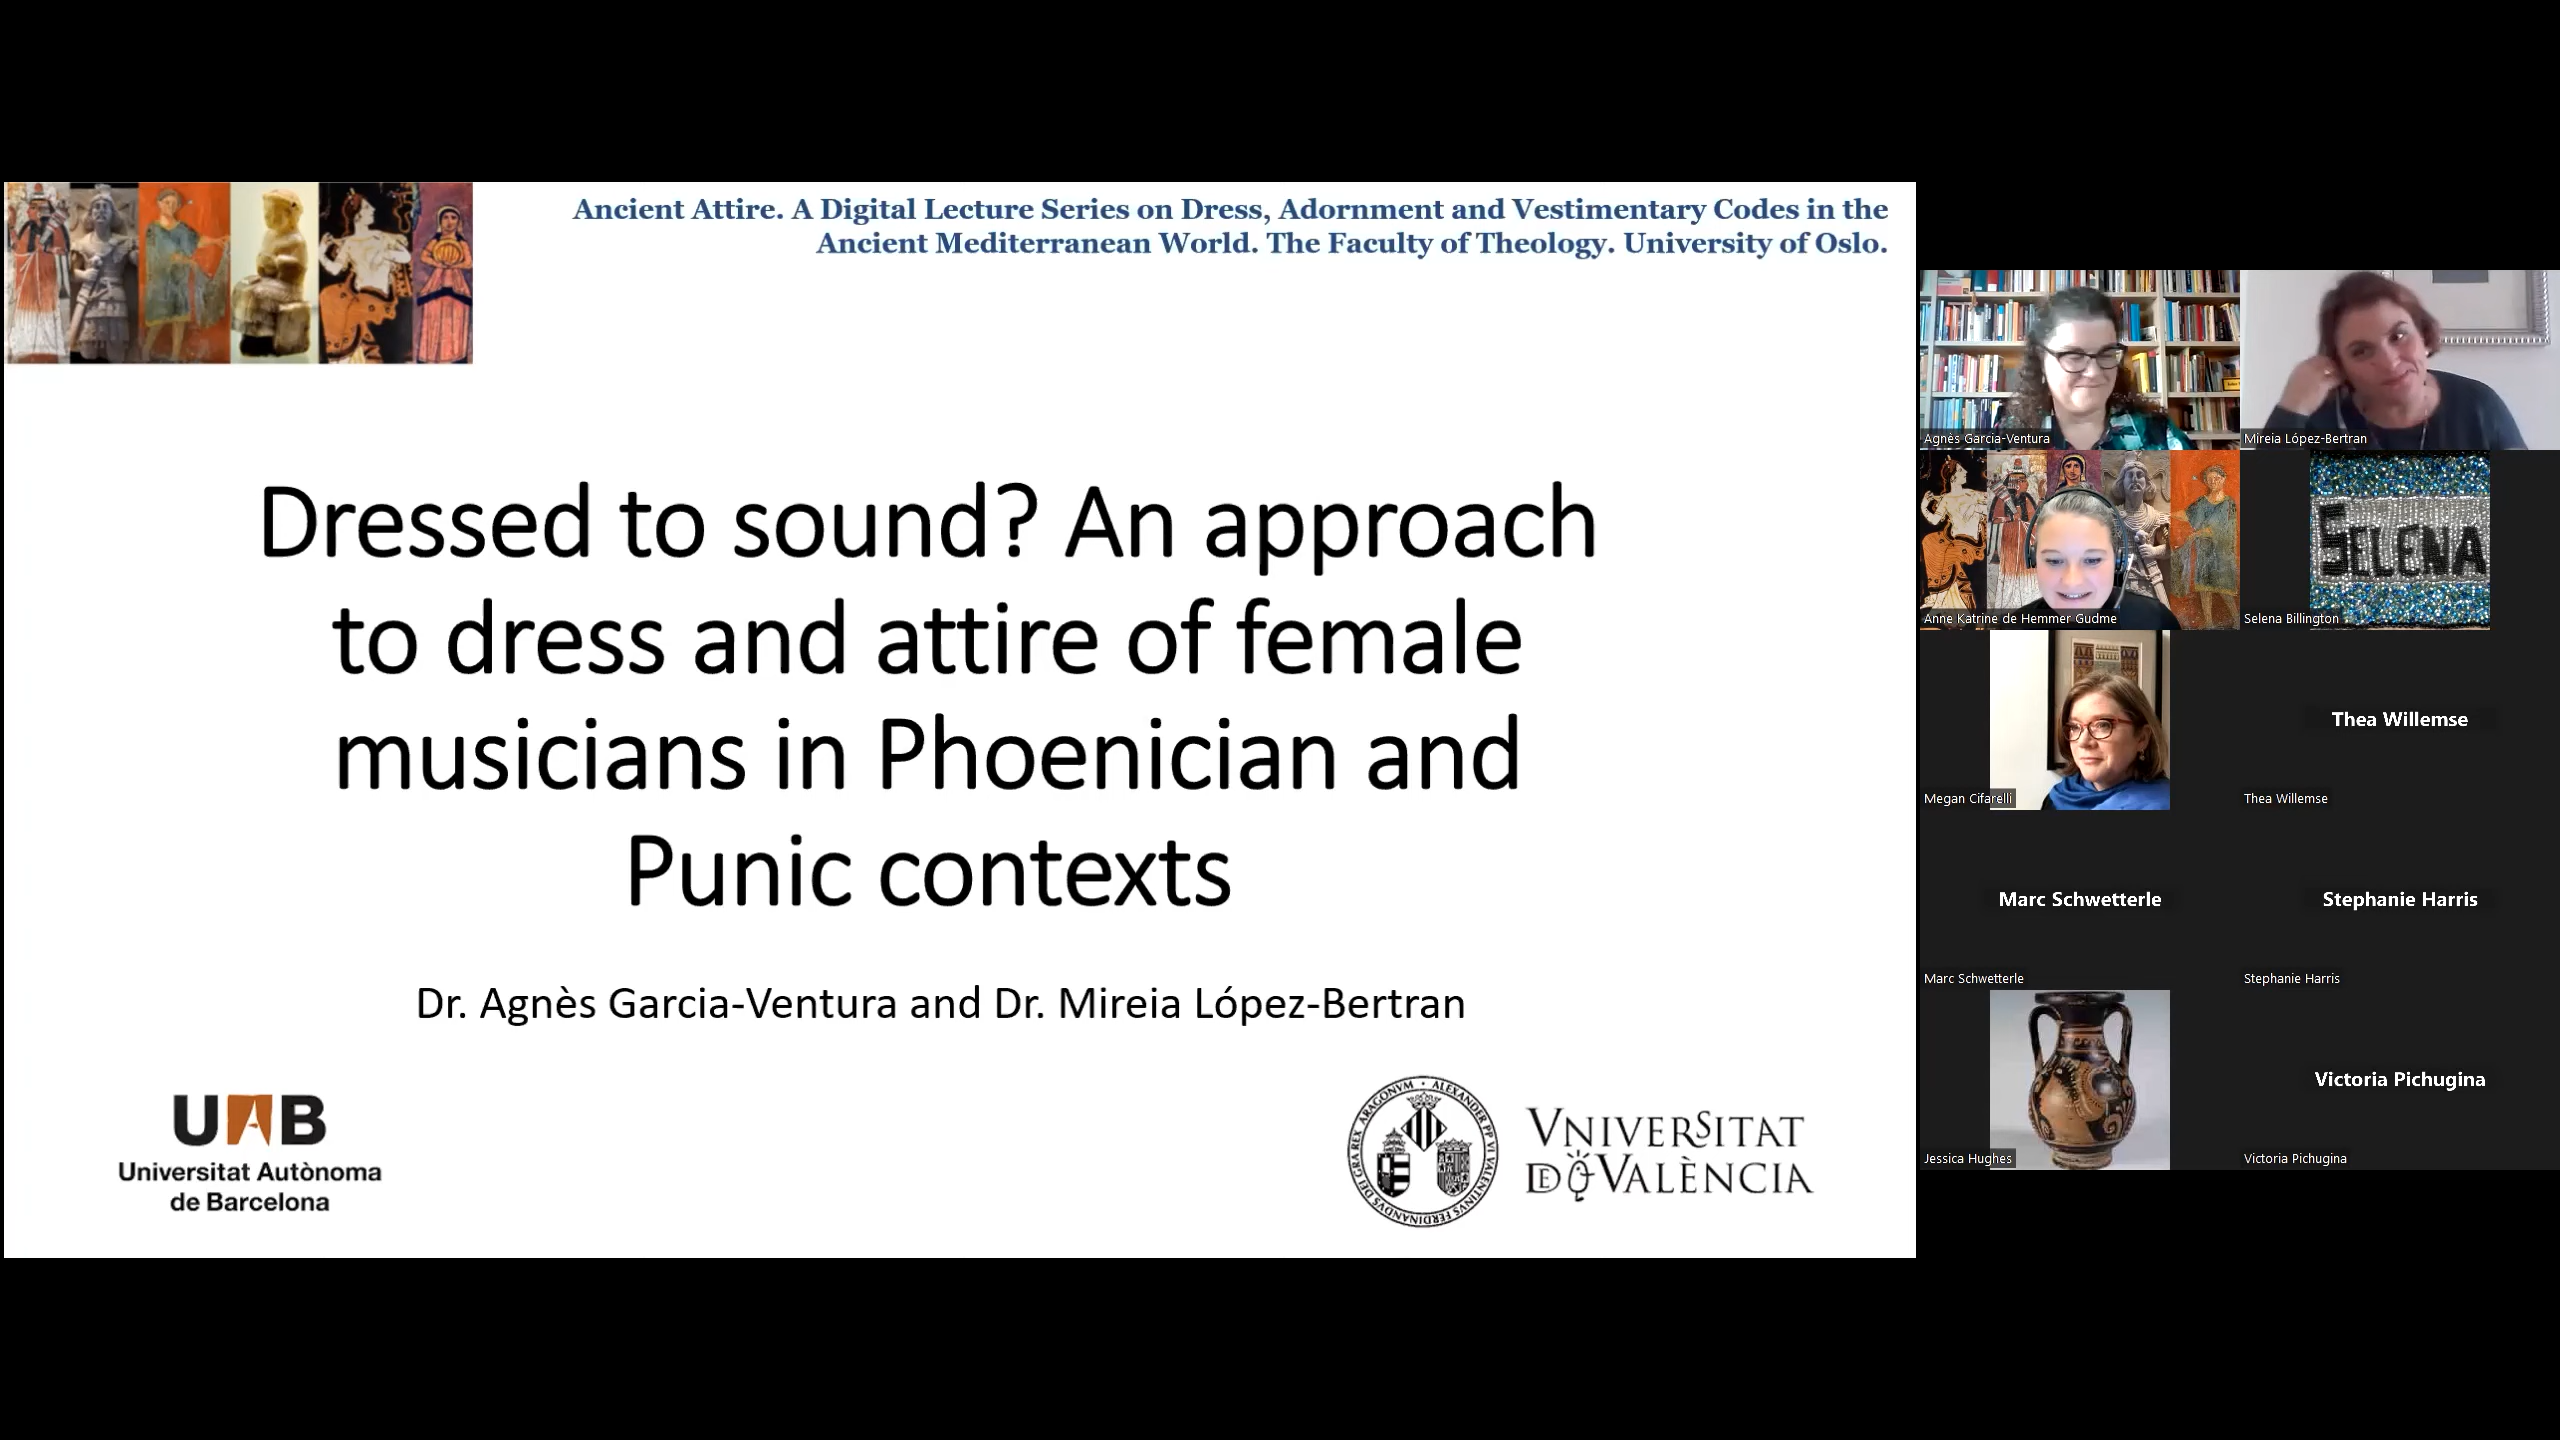 Ancient Attire. A Digital Lecture Series on Dress, Adornment and Vestimentary Codes in the
Ancient Mediterranean World. The Faculty of Theology. University of Oslo.
Dressed to sound? An approach
to dress and attire of female
musicians in Phoenician and
Punic contexts
Dr. Agnès Garcia-Ventura and Dr. Mireia López-Bertran
UAB
Universitat Autònoma
de Barcelona
VNIVERSITAT
DE VALÈNCIA
Agnès Garcia-Ventura
Mireia López-Bertran
Anne Katrine de Hemmer Gudme
SELENA
Selena Billington
Megan Cifarelli
Thea Willemse
Thea Willemse
Marc Schwetterle
Marc Schwetterle
Stephanie Harris
Stephanie Harris
Jessica Hughes
Victoria Pichugina
Victoria Pichugina